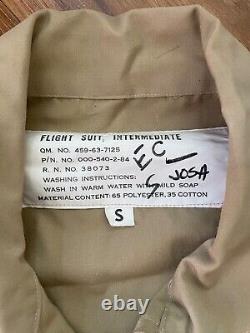 FLIGHT SUIT, INTERMEDIATE
QM. NO. 459-63-7125
P/N. NO. 000-540-2-84
R. N. NO. 38073
WASHING INSTRUCTIONS:
WASH IN WARM WATER WITH MILD SOAP
MATERIAL CONTENT: 65 POLYESTER, 35 COTTON
JOSA
S